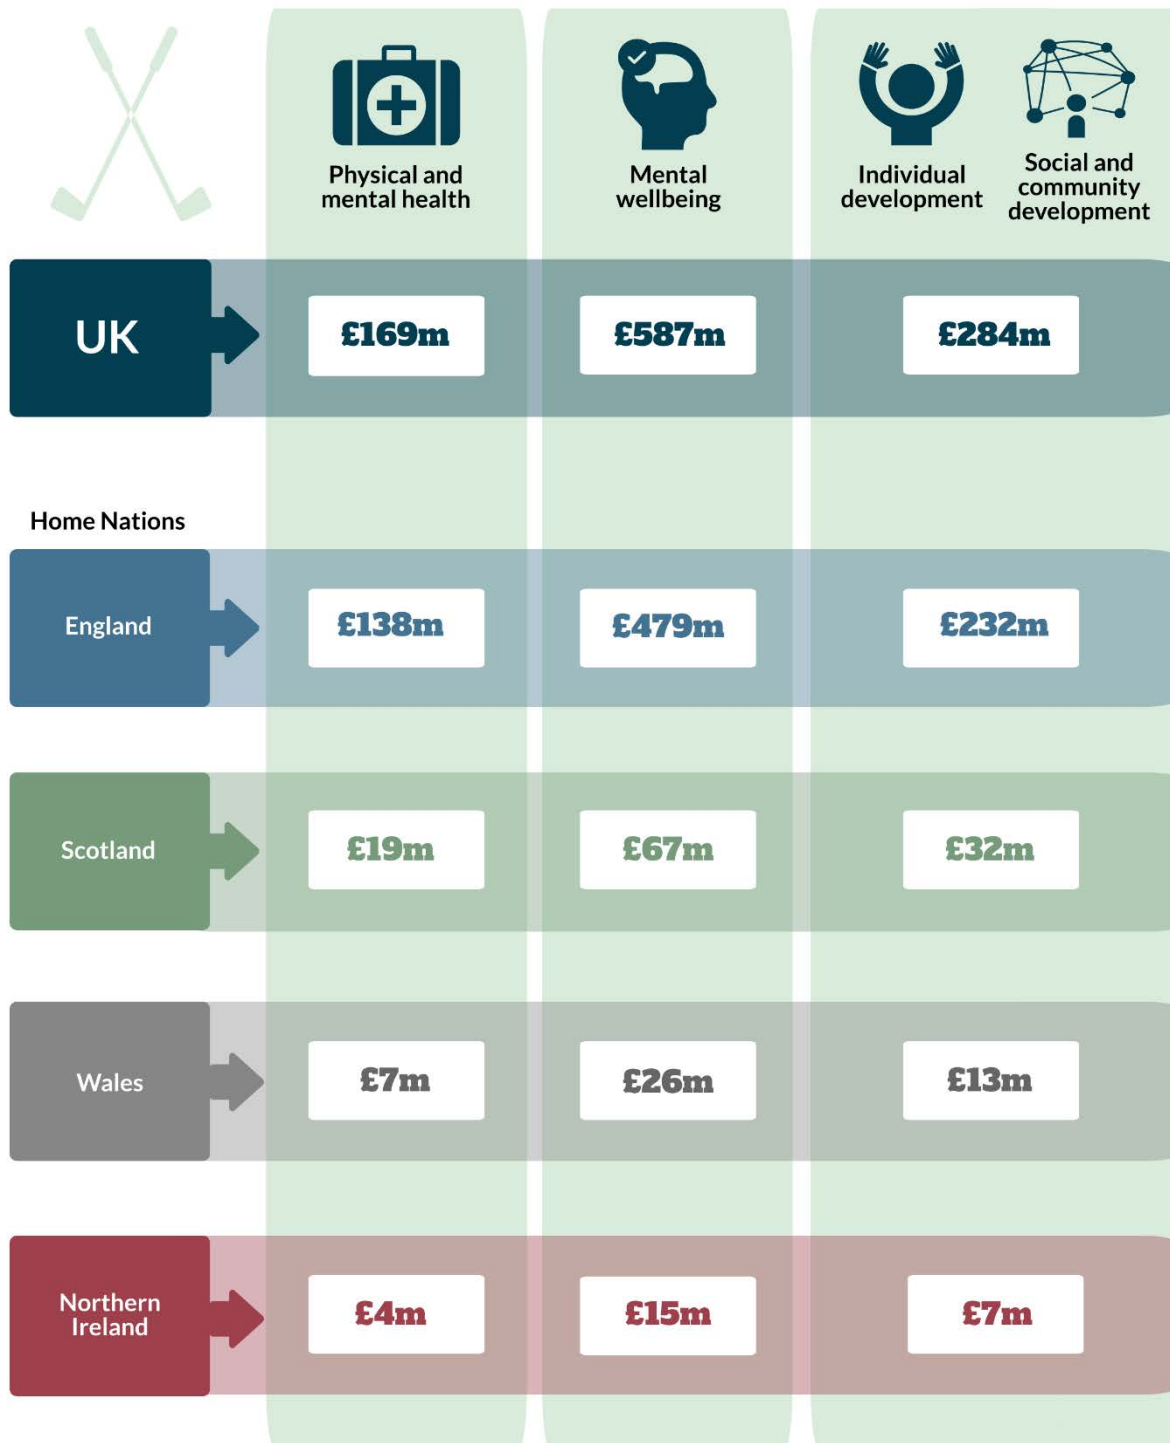 Physical and
mental health
Mental
wellbeing
Individual
development
Social and
community
development
UK
£169m
£587m
£284m
Home Nations
England
£138m
£479m
£232m
Scotland
£19m
£67m
£32m
Wales
£7m
£26m
£13m
Northern
Ireland
£4m
£15m
£7m